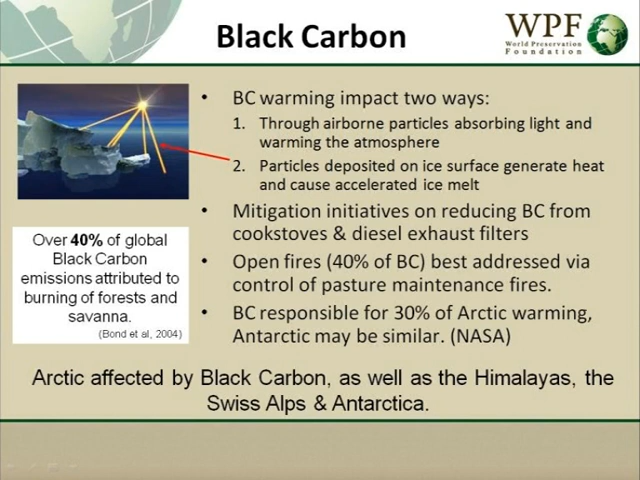 Black Carbon
WPF
World Preservation
Foundation
• BC warming impact two ways:
1. Through airborne particles absorbing light and
warming the atmosphere
2. Particles deposited on ice surface generate heat
and cause accelerated ice melt
• Mitigation initiatives on reducing BC from
cookstoves & diesel exhaust filters
• Open fires (40% of BC) best addressed via
control of pasture maintenance fires.
• BC responsible for 30% of Arctic warming,
Antarctic may be similar. (NASA)
Over 40% of global
Black Carbon
emissions attributed to
burning of forests and
savanna.
(Bond et al, 2004)
Arctic affected by Black Carbon, as well as the Himalayas, the
Swiss Alps & Antarctica.